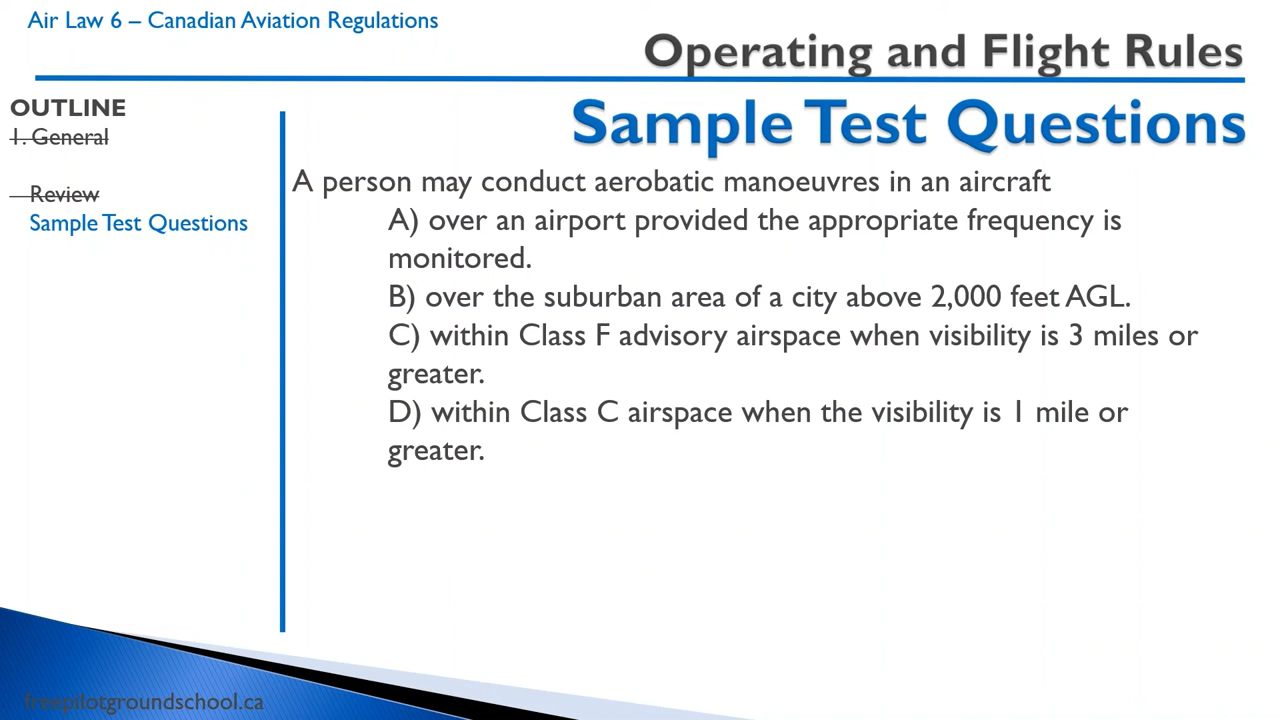 Air Law 6 – Canadian Aviation Regulations
Operating and Flight Rules
OUTLINE
1. General
Review
Sample Test Questions
Sample Test Questions
A person may conduct aerobatic manoeuvres in an aircraft
A) over an airport provided the appropriate frequency is
monitored.
B) over the suburban area of a city above 2,000 feet AGL.
C) within Class F advisory airspace when visibility is 3 miles or
greater.
D) within Class C airspace when the visibility is 1 mile or
greater.
freepilotgroundschool.ca